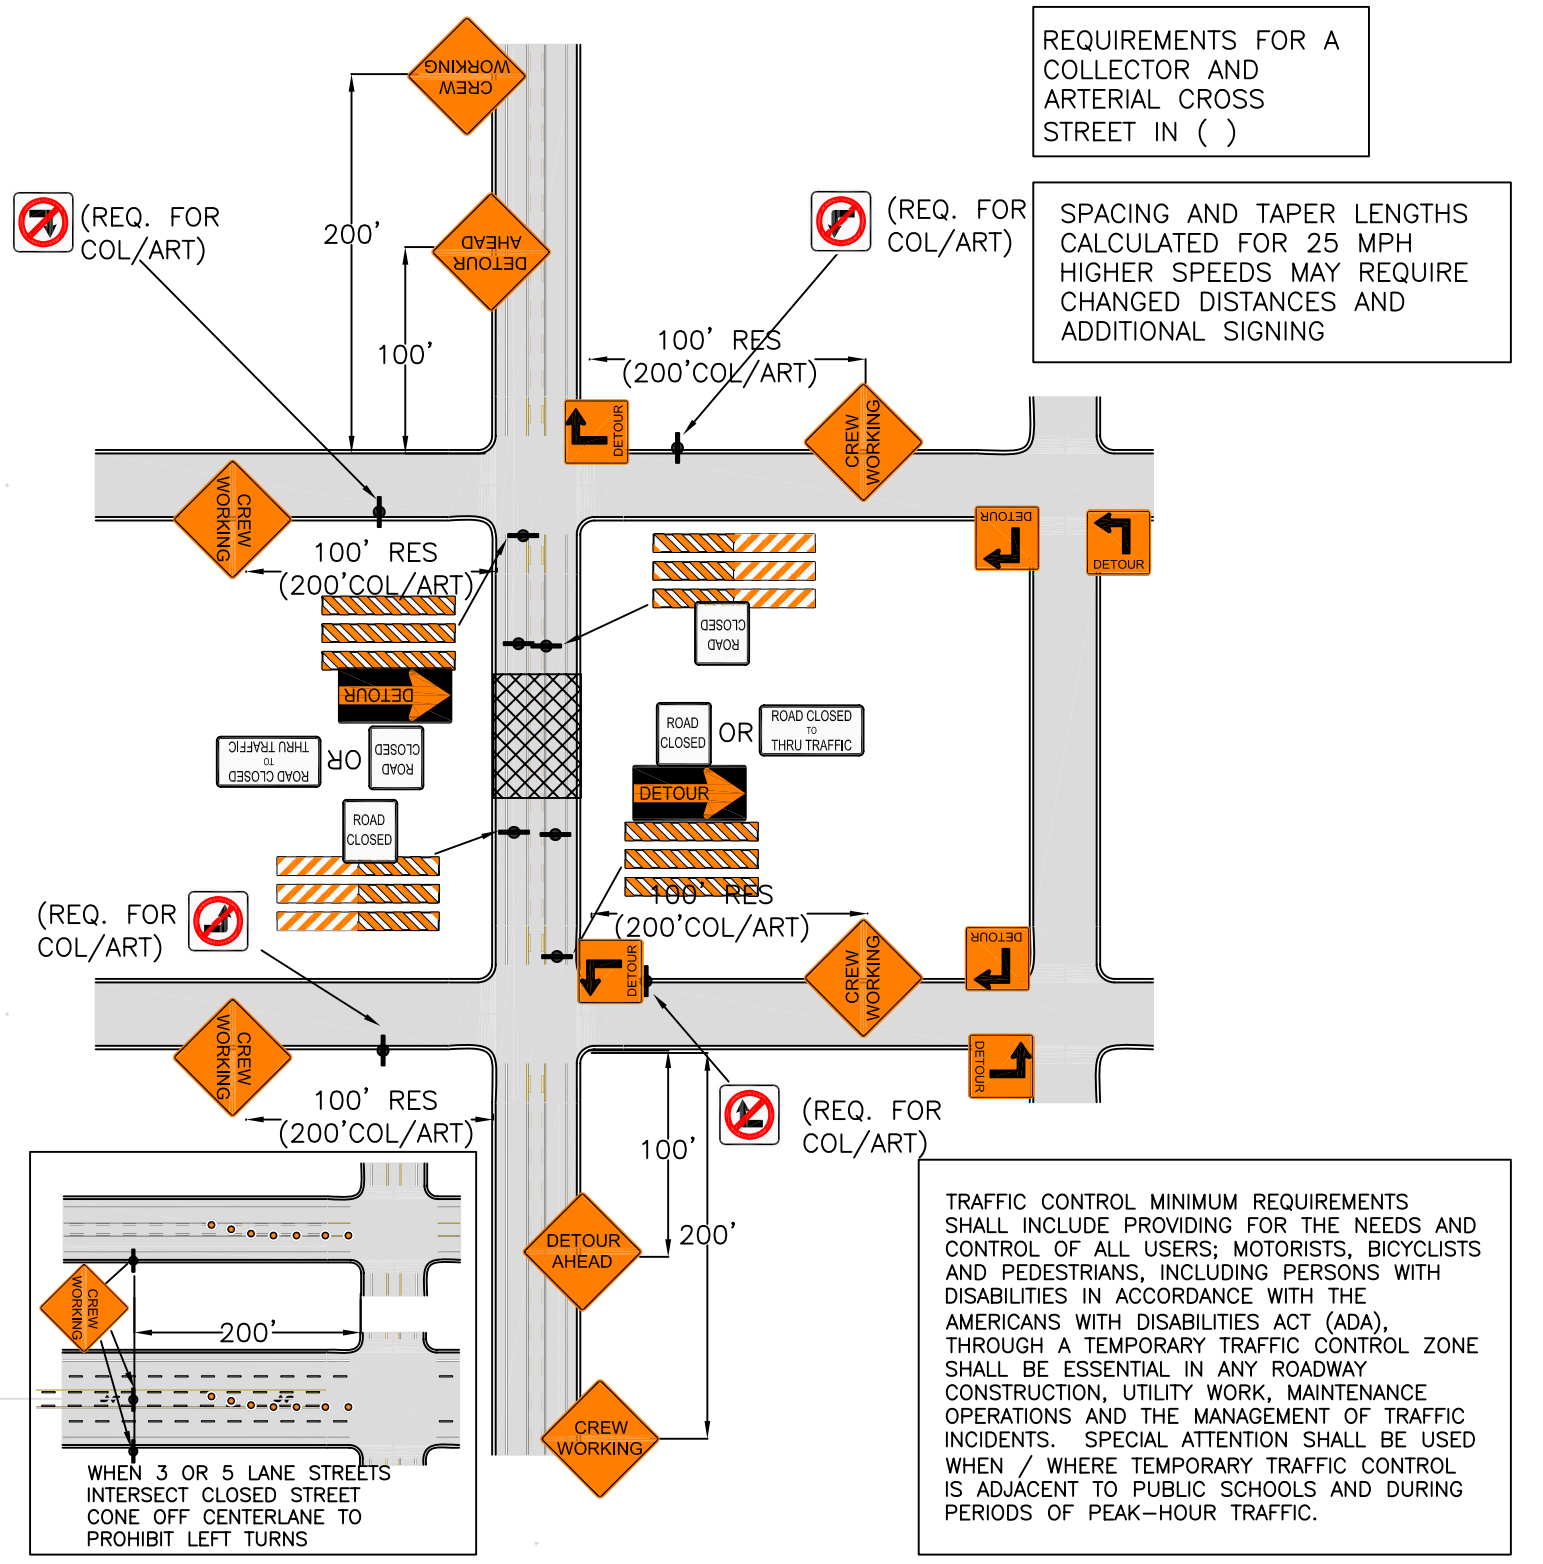 REQUIREMENTS FOR A
COLLECTOR AND
ARTERIAL CROSS
STREET IN ( )
SPACING AND TAPER LENGTHS
CALCULATED FOR 25 MPH
HIGHER SPEEDS MAY REQUIRE
CHANGED DISTANCES AND
ADDITIONAL SIGNING
CREW
WORKING
200'
DETOUR
AHEAD
100'
(REQ. FOR
COL/ART)
(REQ. FOR
COL/ART)
100' RES
(200'COL/ART)
DETOUR
CREW
WORKING
CREW
WORKING
100' RES
(200'COL/ART)
DETOUR
DETOUR
ROAD
CLOSED
DETOUR
ROAD CLOSED
TO
THRU TRAFFIC
OR
ROAD
CLOSED
ROAD
CLOSED
OR
ROAD CLOSED
TO
THRU TRAFFIC
DETOUR
ROAD
CLOSED
100' RES
(200'COL/ART)
(REQ. FOR
COL/ART)
DETOUR
CREW
WORKING
DETOUR
CREW
WORKING
DETOUR
100' RES
(200'COL/ART)
(REQ. FOR
COL/ART)
100'
200'
DETOUR
AHEAD
CREW
WORKING
CREW
WORKING
200'
WHEN 3 OR 5 LANE STREETS
INTERSECT CLOSED STREET
CONE OFF CENTERLANE TO
PROHIBIT LEFT TURNS
TRAFFIC CONTROL MINIMUM REQUIREMENTS
SHALL INCLUDE PROVIDING FOR THE NEEDS AND
CONTROL OF ALL USERS; MOTORISTS, BICYCLISTS
AND PEDESTRIANS, INCLUDING PERSONS WITH
DISABILITIES IN ACCORDANCE WITH THE
AMERICANS WITH DISABILITIES ACT (ADA),
THROUGH A TEMPORARY TRAFFIC CONTROL ZONE
SHALL BE ESSENTIAL IN ANY ROADWAY
CONSTRUCTION, UTILITY WORK, MAINTENANCE
OPERATIONS AND THE MANAGEMENT OF TRAFFIC
INCIDENTS. SPECIAL ATTENTION SHALL BE USED
WHEN / WHERE TEMPORARY TRAFFIC CONTROL
IS ADJACENT TO PUBLIC SCHOOLS AND DURING
PERIODS OF PEAK-HOUR TRAFFIC.